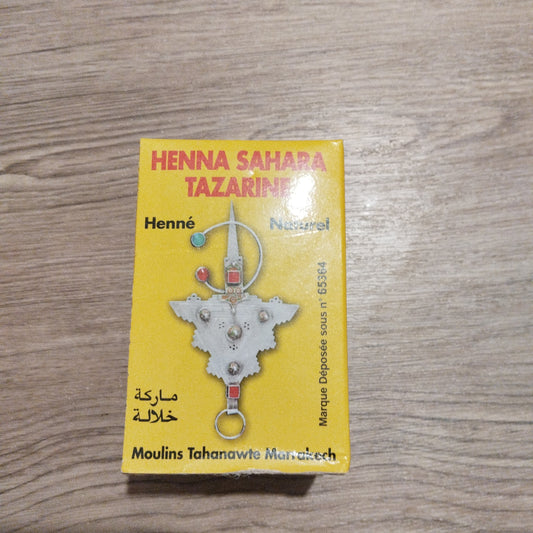 HENNA SAHARA
TAZARINE
Henné Naturel
Marque Déposée sous n° 65364
ماركة
خلالة
Moulins Tahanawte Marrakech